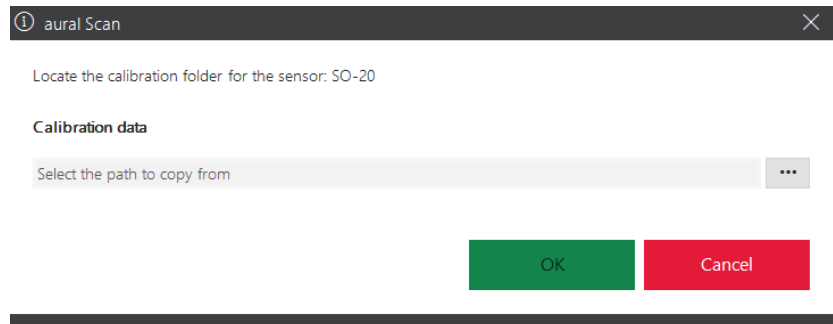 aural Scan
Locate the calibration folder for the sensor: SO-20
Calibration data
Select the path to copy from
...
OK
Cancel